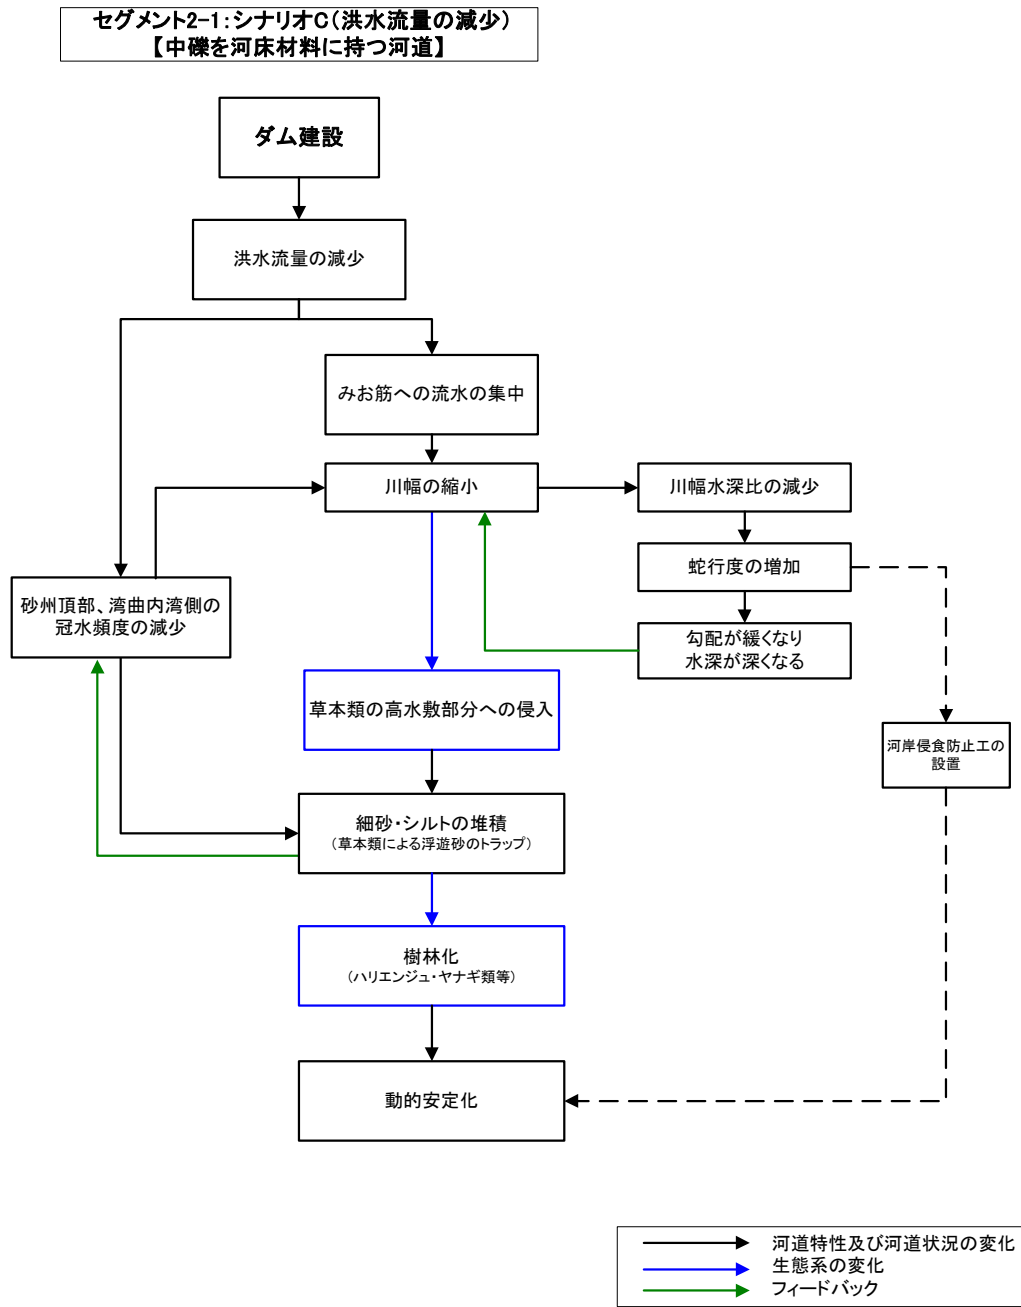 セグメント2-1:シナリオC(洪水流量の減少)
【中礫を河床材料に持つ河道】
ダム建設
洪水流量の減少
みお筋への流水の集中
川幅の縮小
川幅水深比の減少
蛇行度の増加
砂州頂部、湾曲内湾側の
冠水頻度の減少
勾配が緩くなり
水深が深くなる
草本類の高水敷部分への侵入
河岸侵食防止工の
設置
細砂・シルトの堆積
(草本類による浮遊砂のトラップ)
樹林化
(ハリエンジュ・ヤナギ類等)
動的安定化
河道特性及び河道状況の変化
生態系の変化
フィードバック